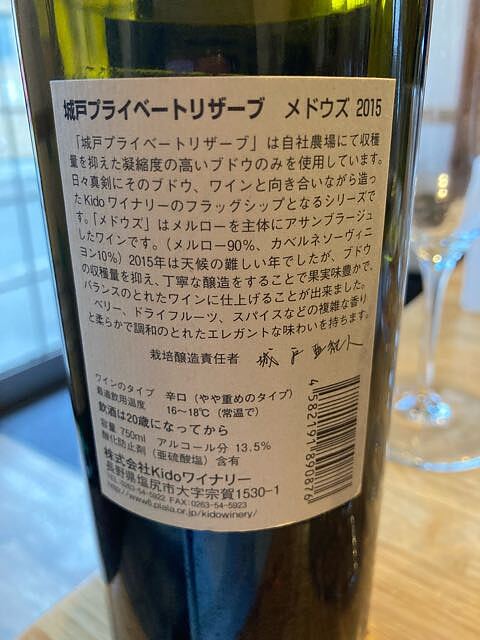 城戸プライベートリザーブ メドウズ 2015
「城戸プライベートリザーブ」は自社農場にて収穫
量を抑えた凝縮度の高いブドウのみを使用しています。
日々真剣にそのブドウ、ワインと向き合いながら造っ
たKidoワイナリーのフラッグシップとなるシリーズで
す。「メドウズ」はメルローを主体にアサンブラージュ
したワインです。(メルロー90%、カベルネソーヴィニ
ヨン10%) 2015年は天候の難しい年でしたが、ブドウ
の収穫量を抑え、丁寧な醸造をすることで果実味豊かで、
バランスのとれたワインに仕上げることが出来ました。
ベリー、ドライフルーツ、スパイスなどの複雑な香り
と柔らかで調和のとれたエレガントな味わいを持ちます。
栽培醸造責任者 城戸亜紀人
ワインのタイプ 辛口(やや重めのタイプ)
最適飲用温度 16〜18℃(常温で)
飲酒は20歳になってから
容量 750ml アルコール分 13.5%
酸化防止剤(亜硫酸塩)含有
株式会社Kidoワイナリー
長野県塩尻市大字宗賀1530-1
TEL 0263-54-5922 FAX:0263-54-5923
http://www8.plala.or.jp/kidowinery/
4582191890876